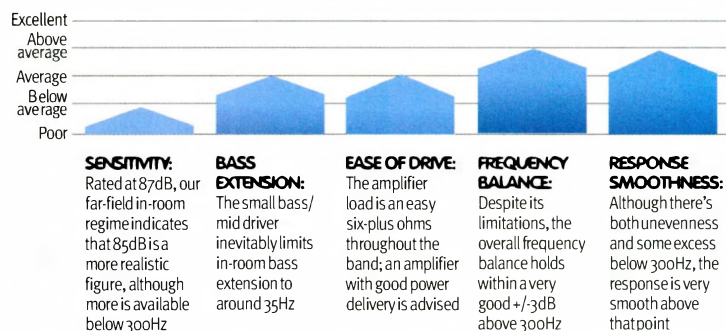 Excellent
Above
average
Average
Below
average
Poor
SENSITIVITY:
Rated at 87dB, our
far-field in-room
regime indicates
that 85dB is a
more realistic
figure, although
more is available
below 300Hz
BASS
EXTENSION:
The small bass/
mid driver
inevitably limits
in-room bass
extension to
around 35Hz
EASE OF DRIVE:
The amplifier
load is an easy
six-plus ohms
throughout the
band; an amplifier
with good power
delivery is advised
FREQUENCY
BALANCE:
Despite its
limitations, the
overall frequency
balance holds
within a very
good +/-3dB
above 300Hz
RESPONSE
SMOOTHNESS:
Although there's
both unevenness
and some excess
below 300Hz, the
response is very
smooth above
that point